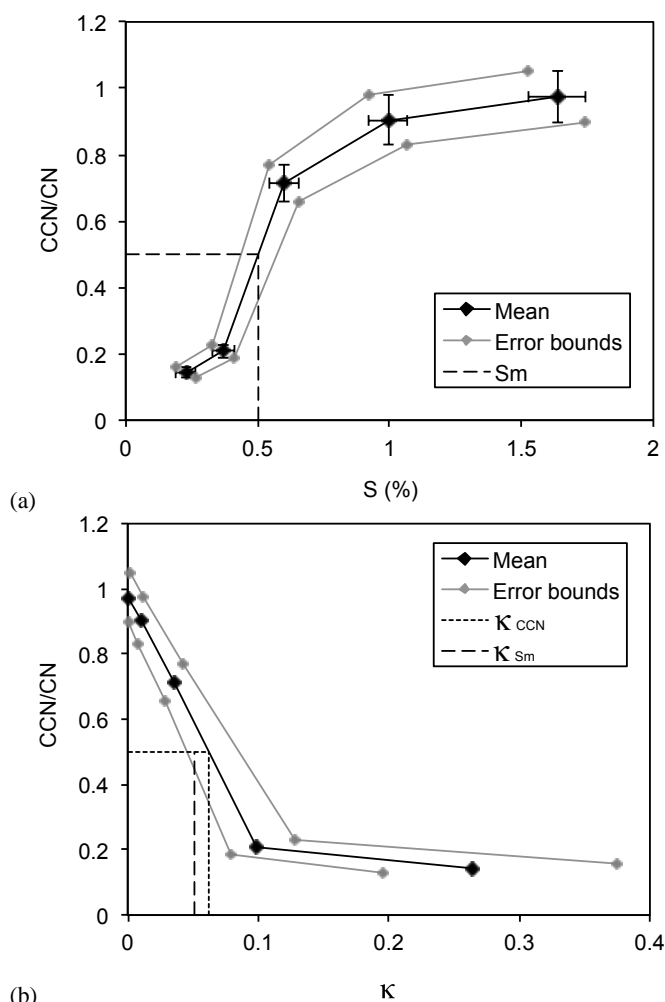 (a)
1.2
1
0.8
0.6
0.4
0.2
0
CCN/CN
Mean
Error bounds
Sm
0 0.5 1 1.5 2
S (%)
1.2
1
0.8
0.6
0.4
0.2
0
CCN/CN
Mean
Error bounds
κ CCN
κ Sm
0 0.1 0.2 0.3 0.4
(b)
κ